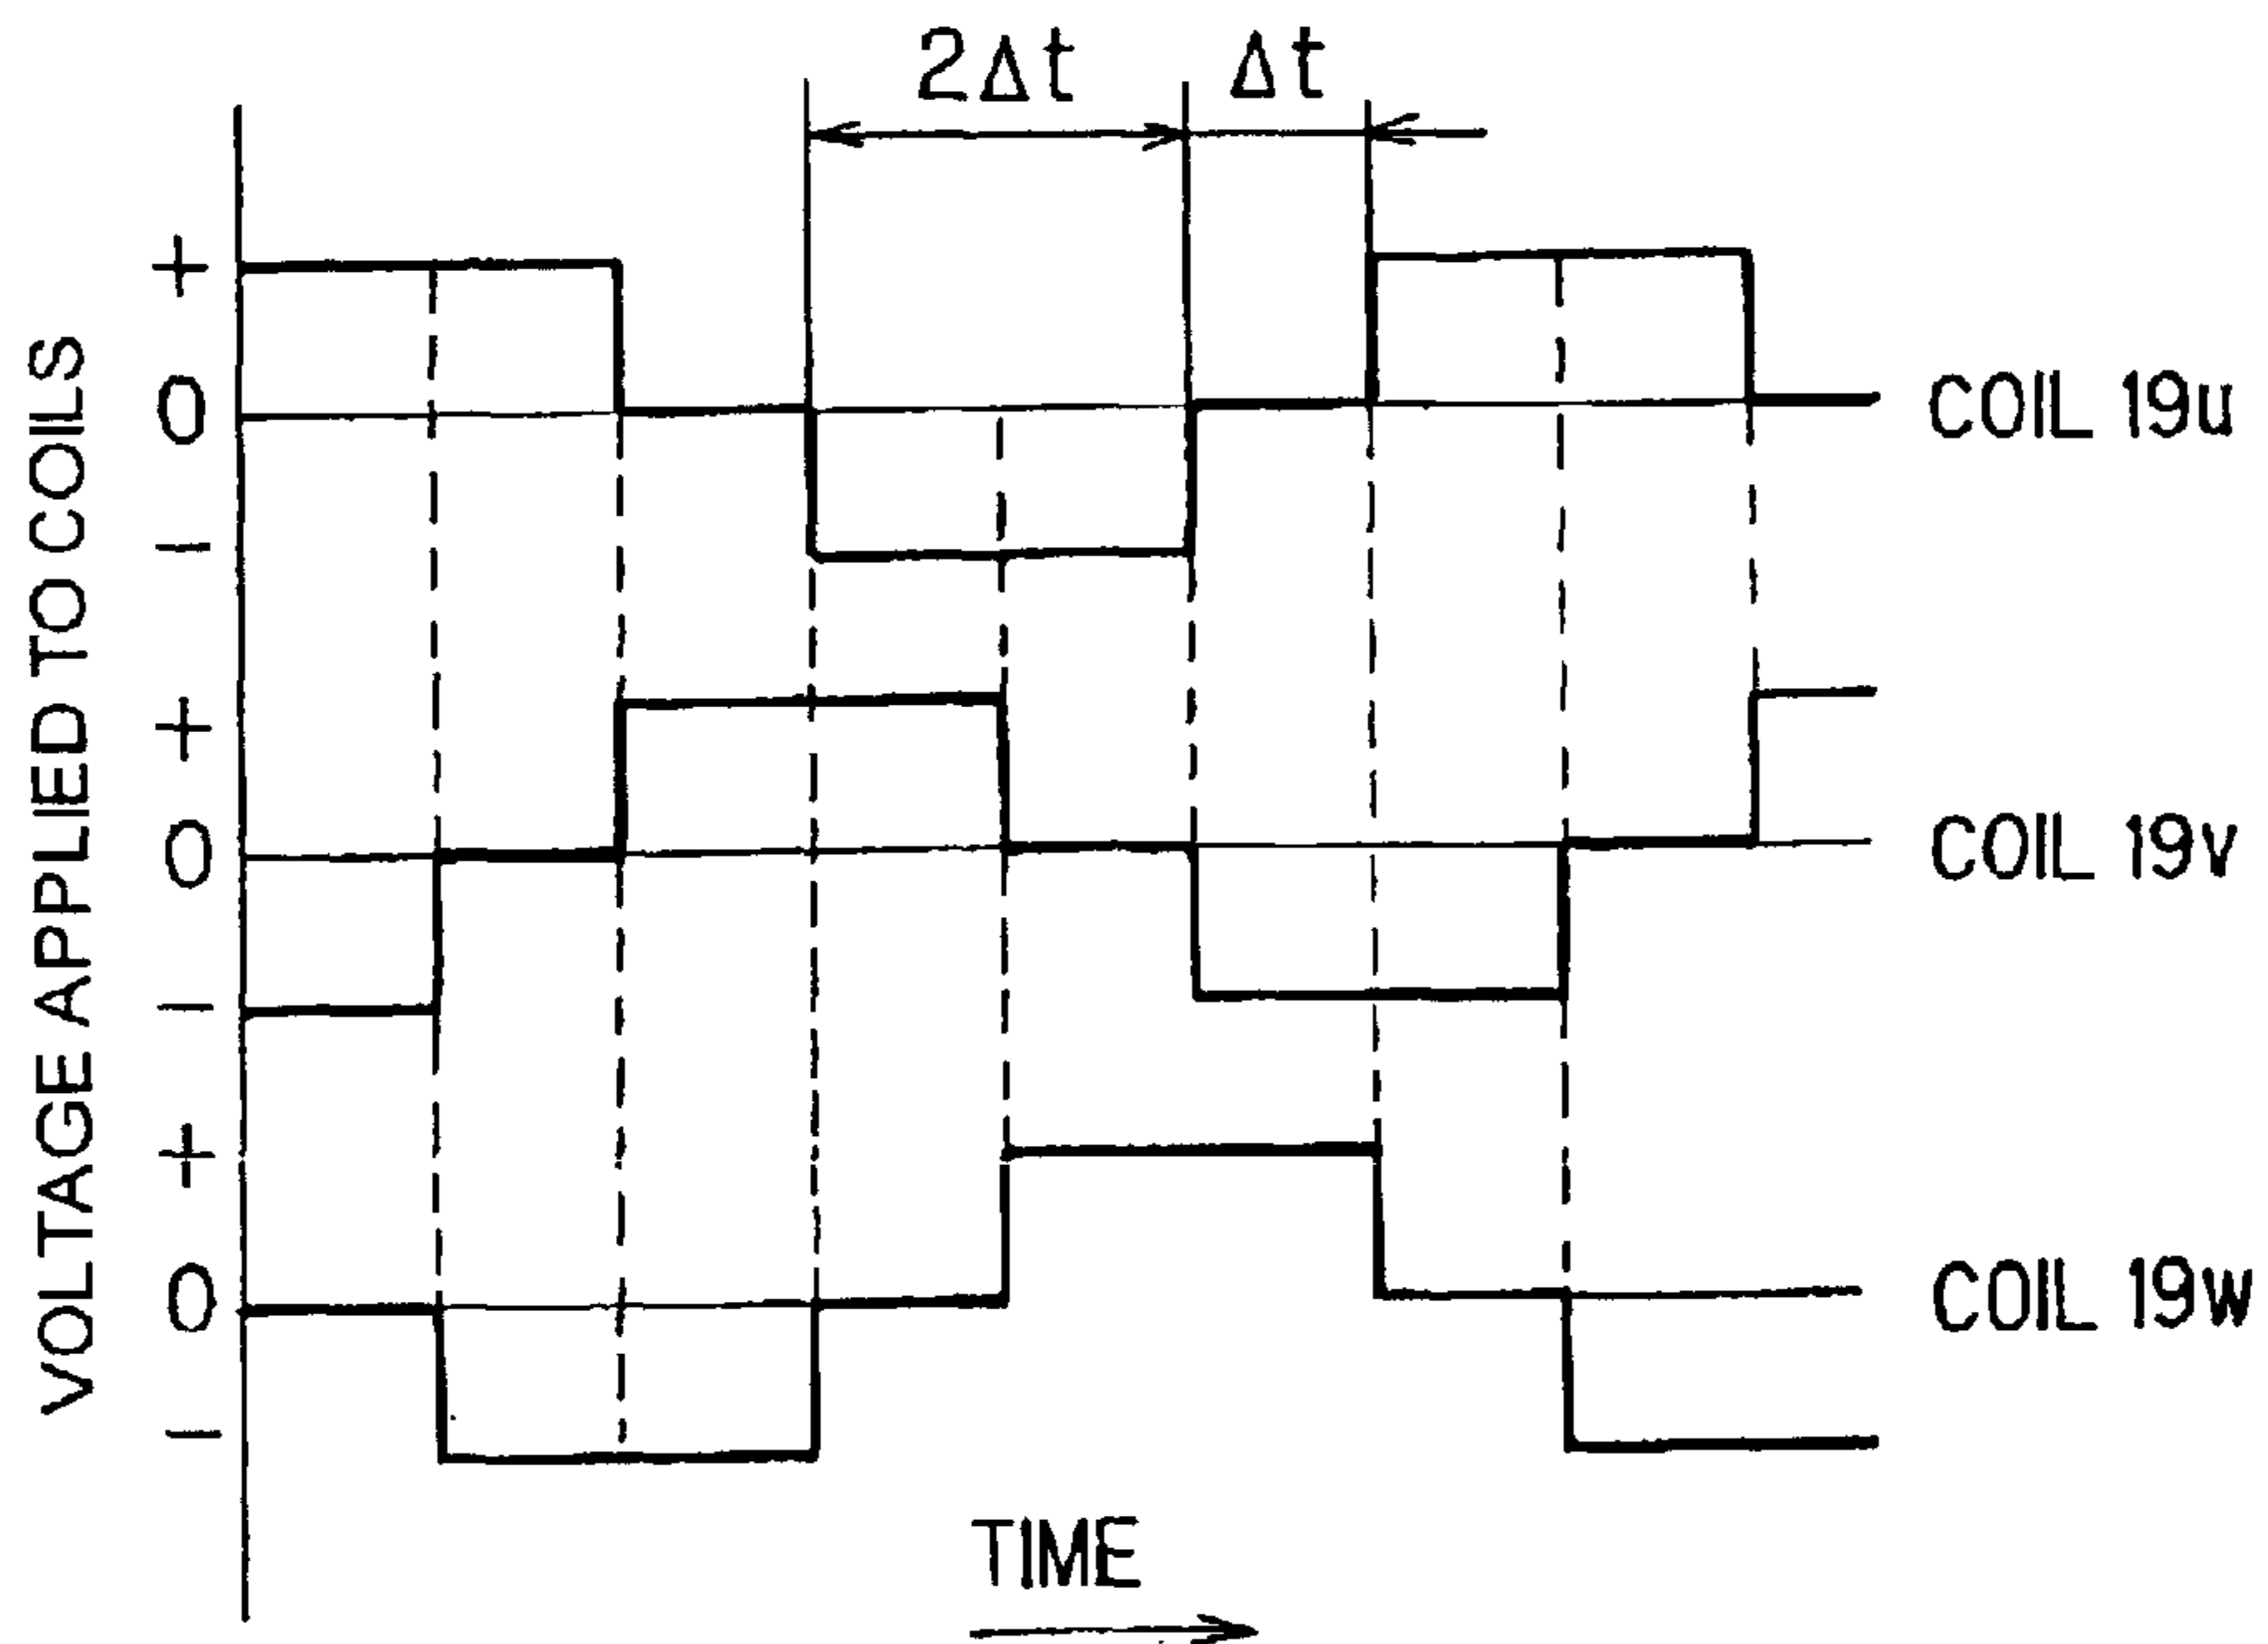 2Δt Δt
VOLTAGE APPLIED TO COILS
+
0
−
COIL 19u
+
0
−
COIL 19v
+
0
−
COIL 19w
TIME